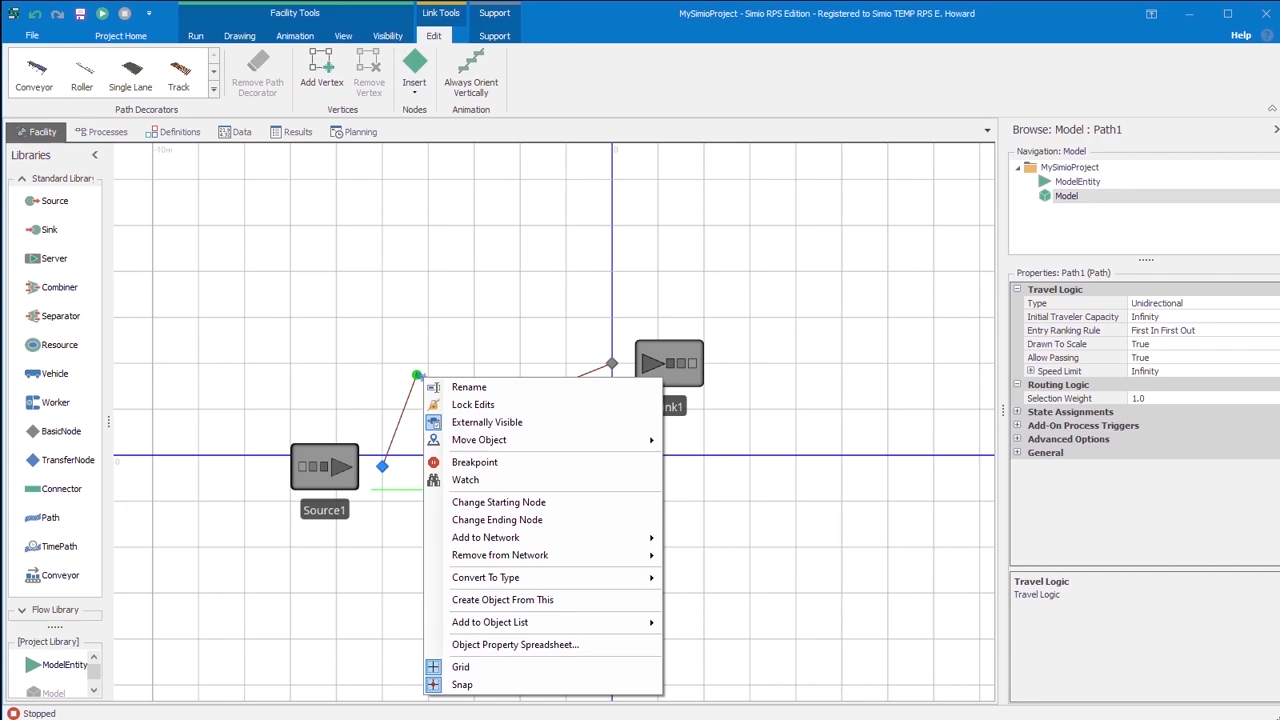 Facility Tools
Link Tools
Support
MySimioProject - Simio RPS Edition - Registered to Simio TEMP RPS E. Howard
File
Project Home
Run
Drawing
Animation
View
Visibility
Edit
Support
Help
Conveyor
Roller
Single Lane
Track
Remove Path
Decorator
Add Vertex
Remove
Vertex
Insert
Always Orient
Vertically
Path Decorators
Vertices
Nodes
Animation
Facility
Processes
Definitions
Data
Results
Planning
Browse: Model : Path1
Libraries
Standard Library
Source
Sink
Server
Combiner
Separator
Resource
Vehicle
Worker
BasicNode
TransferNode
Connector
Path
TimePath
Conveyor
Flow Library
[Project Library]
ModelEntity
Model
-10m
0
0
Source1
nk1
Rename
Lock Edits
Externally Visible
Move Object
Breakpoint
Watch
Change Starting Node
Change Ending Node
Add to Network
Remove from Network
Convert To Type
Create Object From This
Add to Object List
Object Property Spreadsheet...
Grid
Snap
Navigation: Model
MySimioProject
ModelEntity
Model
Properties: Path1 (Path)
Travel Logic
Type Unidirectional
Initial Traveler Capacity Infinity
Entry Ranking Rule First In First Out
Drawn To Scale True
Allow Passing True
Speed Limit Infinity
Routing Logic
Selection Weight 1.0
State Assignments
Add-On Process Triggers
Advanced Options
General
Travel Logic
Travel Logic
Stopped